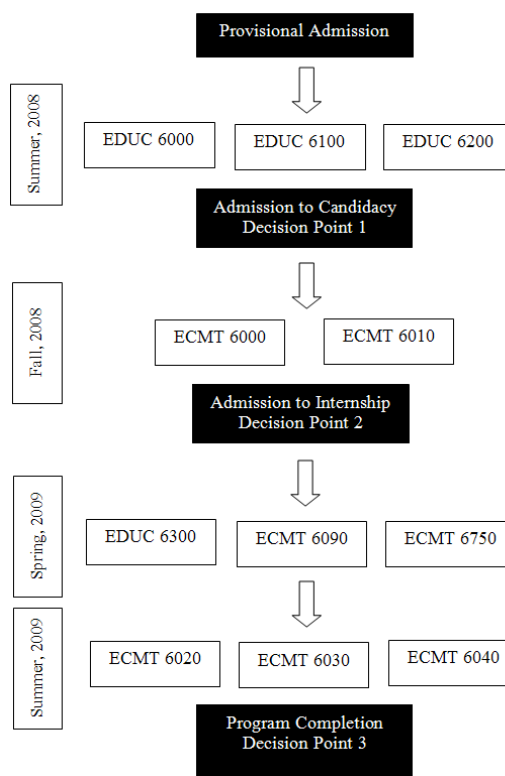 Provisional Admission
Summer, 2008
EDUC 6000
EDUC 6100
EDUC 6200
Admission to Candidacy
Decision Point 1
Fall, 2008
ECMT 6000
ECMT 6010
Admission to Internship
Decision Point 2
Spring, 2009
EDUC 6300
ECMT 6090
ECMT 6750
Summer, 2009
ECMT 6020
ECMT 6030
ECMT 6040
Program Completion
Decision Point 3